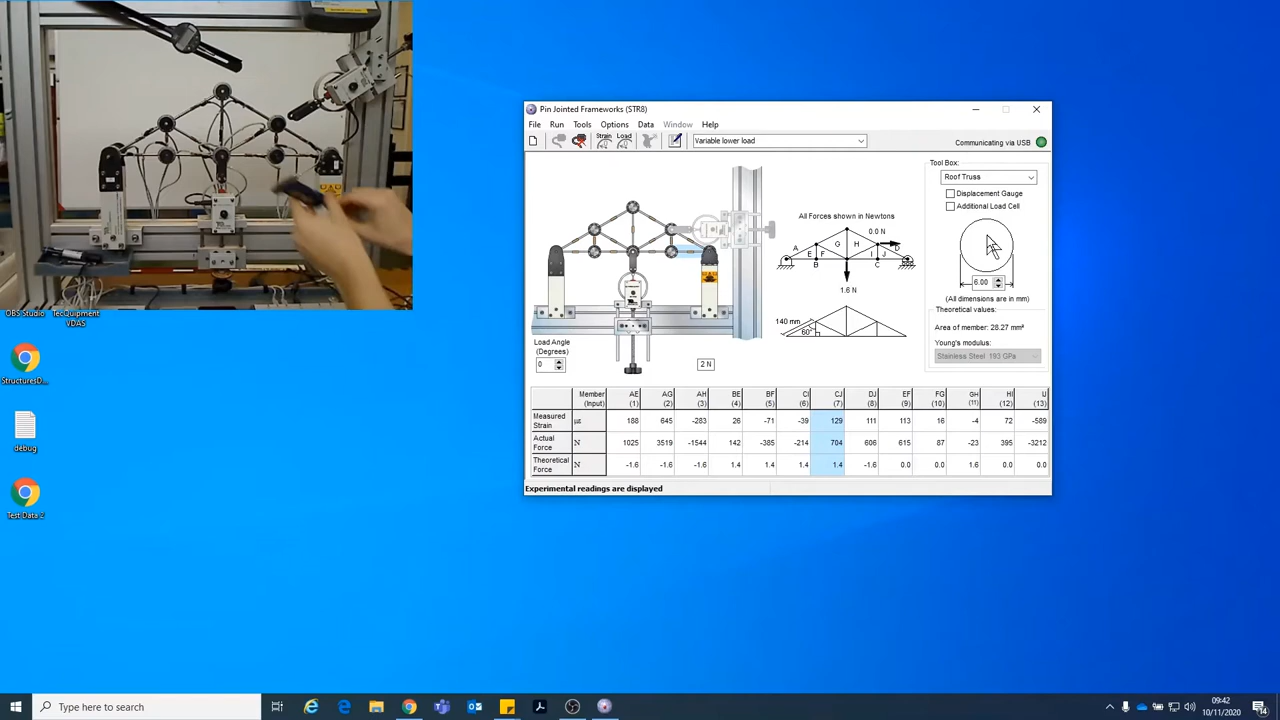 OBS Studio
TecQuipment VDAS
StructuresD...
debug
Test Data 2
Pin Jointed Frameworks (STR8)
File Run Tools Options Data Window Help
Strain Load
Variable lower load
Communicating via USB
Tool Box:
Roof Truss
Displacement Gauge
Additional Load Cell
6.00
(All dimensions are in mm)
Theoretical values:
Area of member: 28.27 mm²
Young's modulus:
Stainless Steel 193 GPa
All Forces shown in Newtons
0.0 N
A G H D
E F I J
B C
1.6 N
140 mm
60°
Load Angle
(Degrees)
0
2 N
Member (Input) AE (1) AG (2) AH (3) BE (4) BF (5) CI (6) CJ (7) DJ (8) EF (9) FG (10) GH (11) HI (12) IJ (13)
Measured Strain µε 188 645 -283 26 -71 -39 129 111 113 16 -4 72 -589
Actual Force N 1025 3519 -1544 142 -385 -214 704 606 615 87 -23 395 -3212
Theoretical Force N -1.6 -1.6 -1.6 1.4 1.4 1.4 1.4 -1.6 0.0 0.0 1.6 0.0 0.0
Experimental readings are displayed
Type here to search
09:42
10/11/2020
14